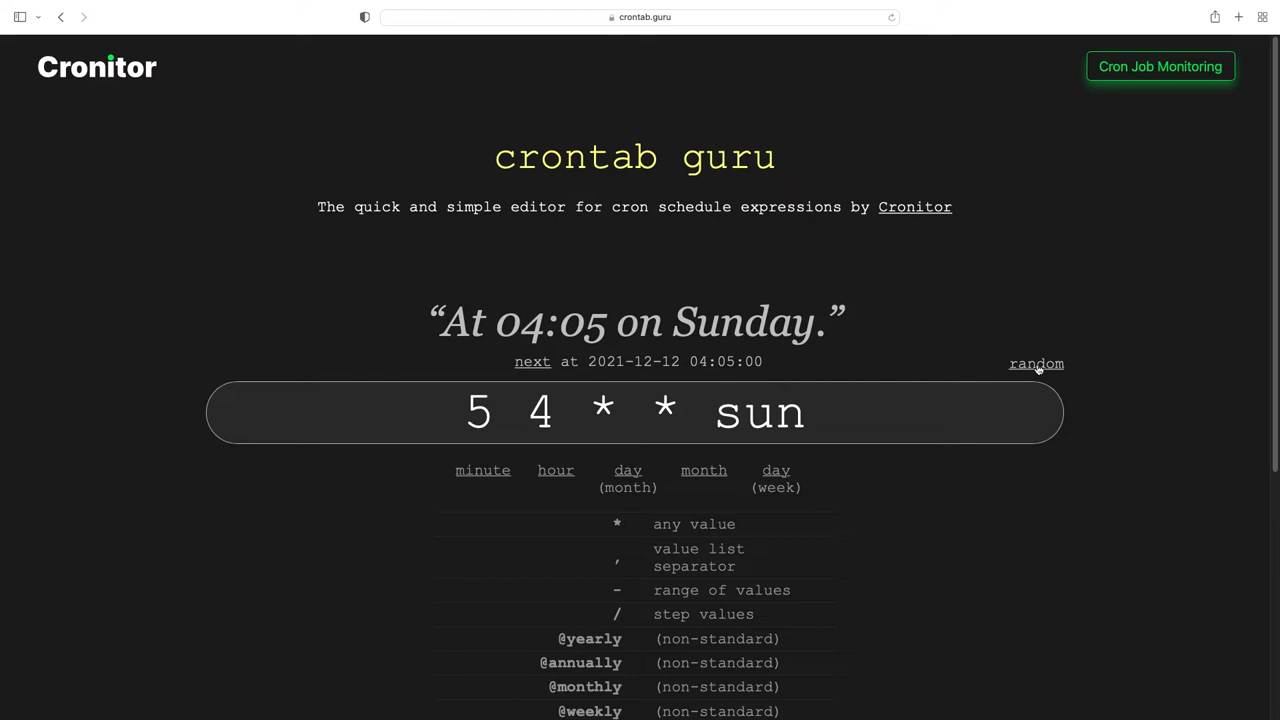 crontab.guru
Cronitor
Cron Job Monitoring
crontab guru
The quick and simple editor for cron schedule expressions by Cronitor
“At 04:05 on Sunday.”
next at 2021-12-12 04:05:00
random
5 4 * * sun
minute hour day (month) month day (week)
* any value
, value list separator
- range of values
/ step values
@yearly (non-standard)
@annually (non-standard)
@monthly (non-standard)
@weekly (non-standard)